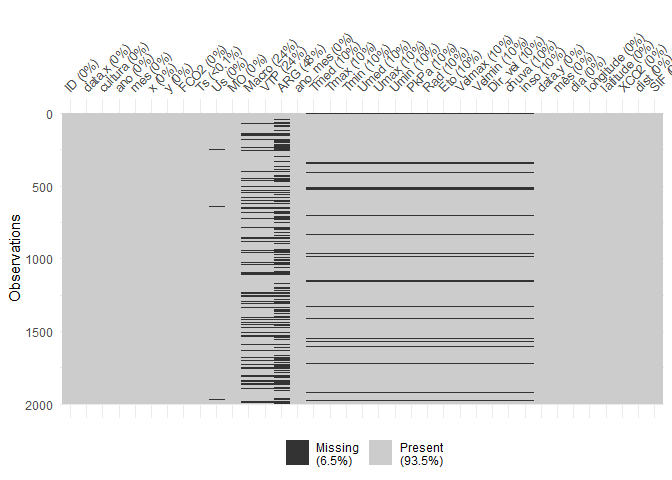 ID (0%)
data.x (0%)
cultura (0%)
ano (0%)
mes (0%)
x (0%)
y (0%)
FCO2 (0%)
Ts (<0.1%)
Us (0%)
MO (0%)
Macro (24%)
VTP (24%)
ARG
ano_mes (0%)
Tmed (10%)
Tmax (10%)
Tmin (10%)
Umed (10%)
Umax (10%)
Umin (10%)
PkPa (10%)
Rad (10%)
Eto (10%)
Velmax (10%)
Velmin (10%)
Dir_vel (10%)
chuva (10%)
inso (10%)
data.y (0%)
mês (0%)
dia (0%)
longitude (0%)
latitude (0%)
XCO2 (0%)
dist (0%)
SIF
0
500
1000
1500
2000
Observations
Missing
(6.5%)
Present
(93.5%)